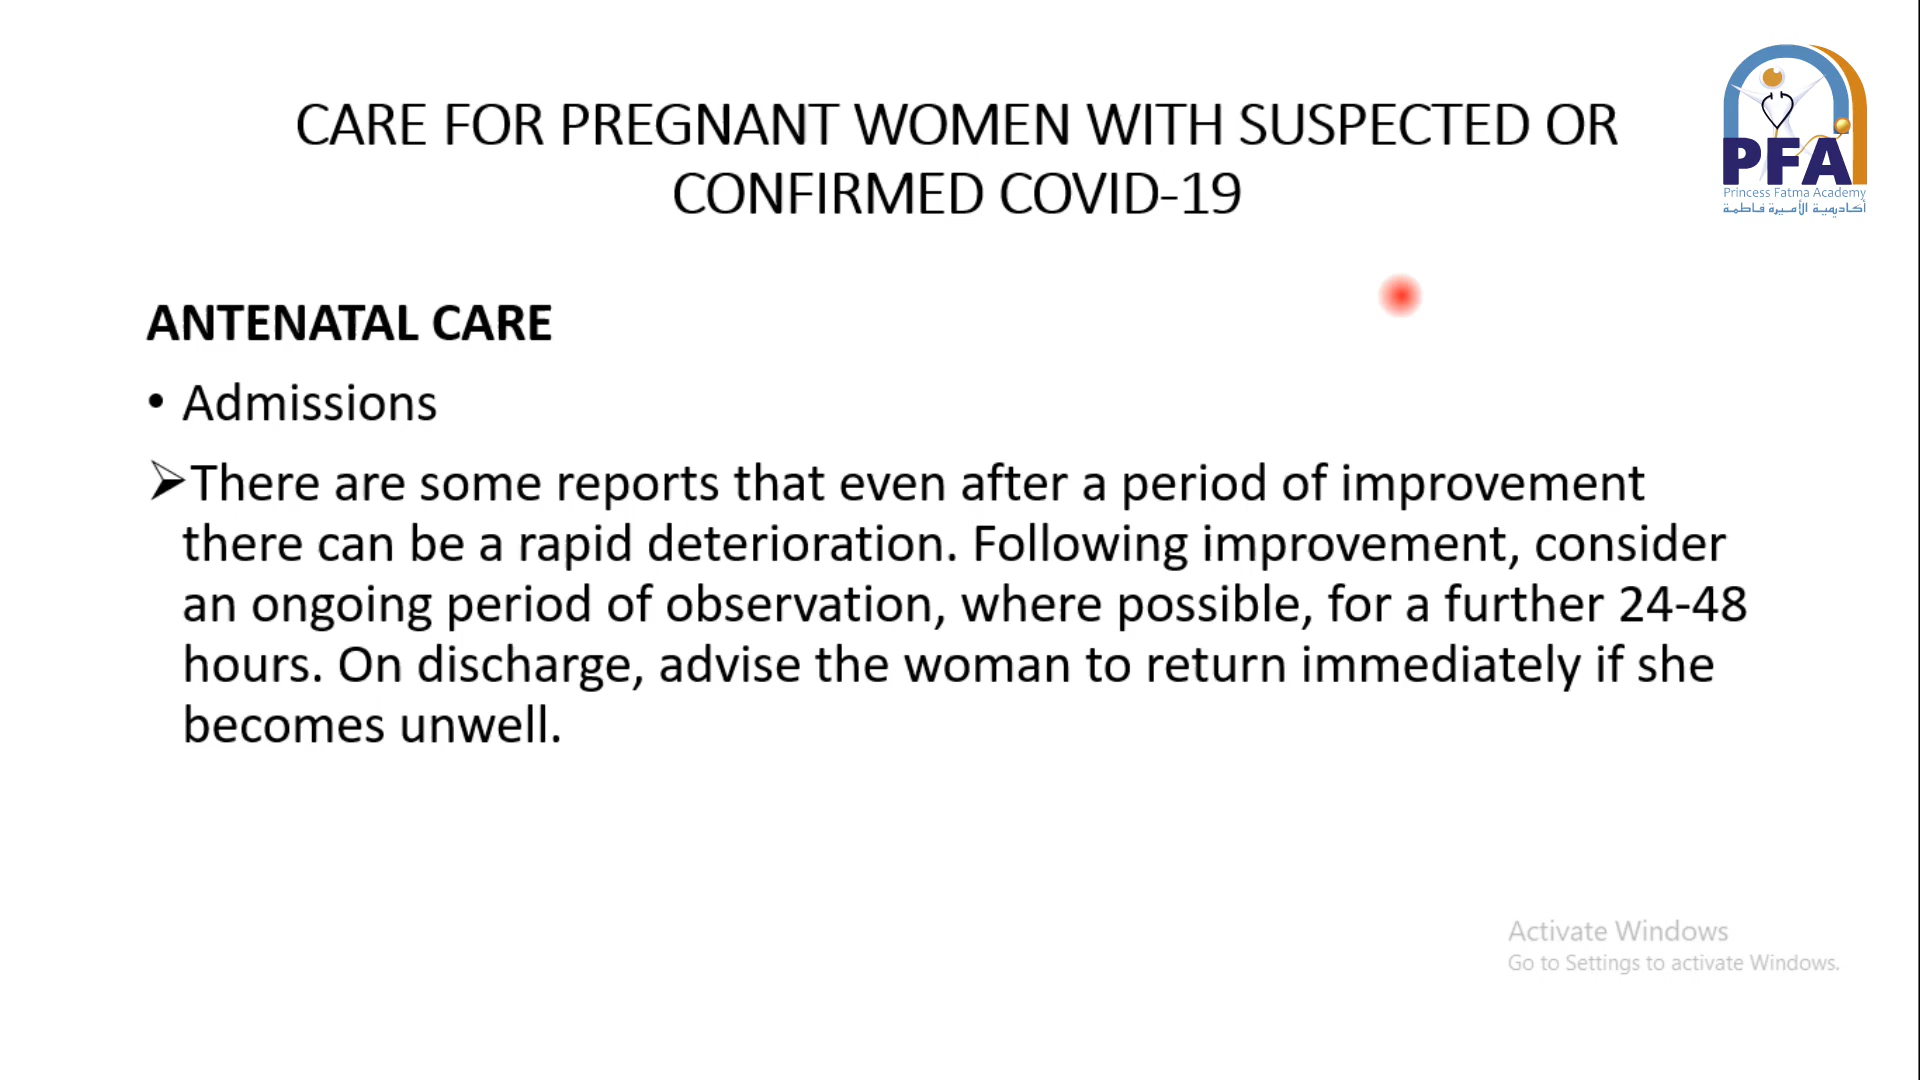 CARE FOR PREGNANT WOMEN WITH SUSPECTED OR
CONFIRMED COVID-19
PFA
Princess Fatma Academy
أكاديمية الأميرة فاطمة
ANTENATAL CARE
• Admissions
➢There are some reports that even after a period of improvement
there can be a rapid deterioration. Following improvement, consider
an ongoing period of observation, where possible, for a further 24-48
hours. On discharge, advise the woman to return immediately if she
becomes unwell.
Activate Windows
Go to Settings to activate Windows.